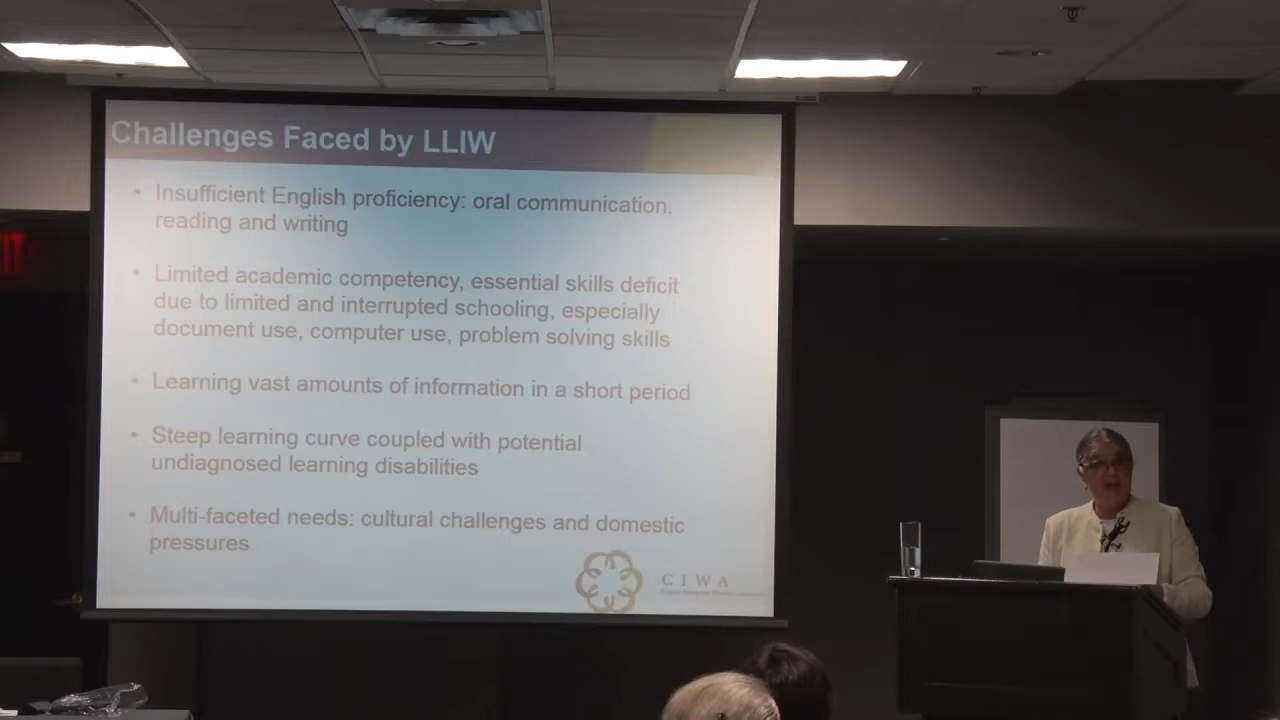 Challenges Faced by LLIW
• Insufficient English proficiency: oral communication,
reading and writing
• Limited academic competency, essential skills deficit
due to limited and interrupted schooling, especially
document use, computer use, problem solving skills
• Learning vast amounts of information in a short period
• Steep learning curve coupled with potential
undiagnosed learning disabilities
• Multi-faceted needs: cultural challenges and domestic
pressures
CIWA